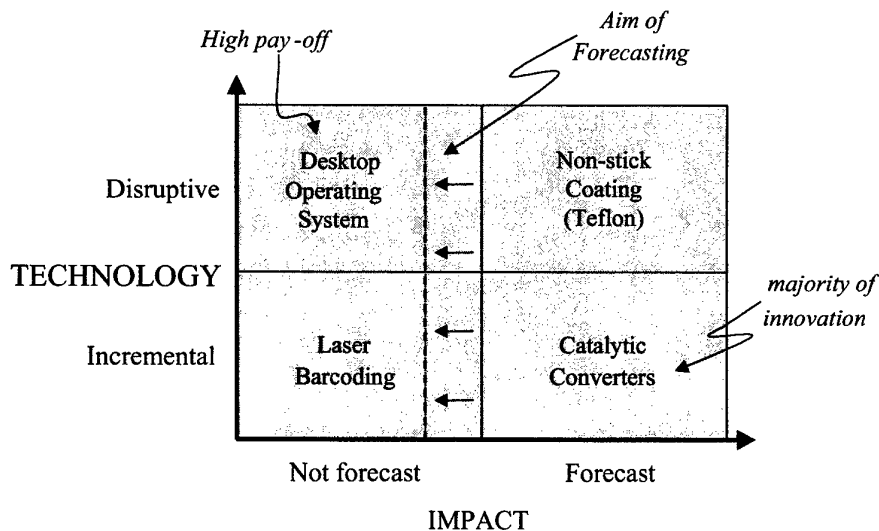 High pay-off
Aim of
Forecasting
Disruptive
Desktop
Operating
System
Non-stick
Coating
(Teflon)
TECHNOLOGY
majority of
innovation
Incremental
Laser
Barcoding
Catalytic
Converters
Not forecast
Forecast
IMPACT